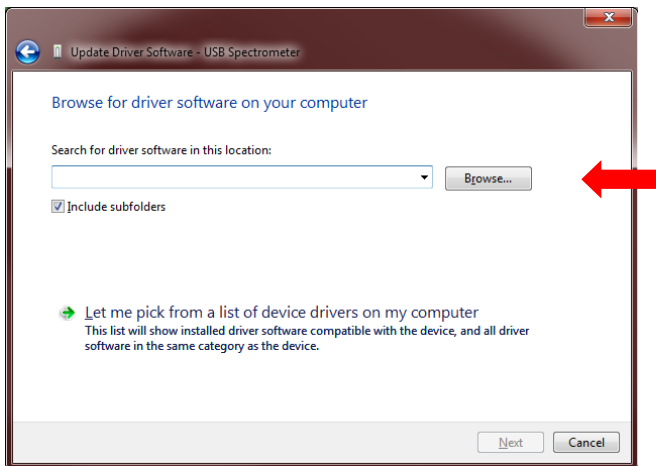 Update Driver Software - USB Spectrometer
Browse for driver software on your computer
Search for driver software in this location:
Browse...
Include subfolders
Let me pick from a list of device drivers on my computer
This list will show installed driver software compatible with the device, and all driver
software in the same category as the device.
Next Cancel